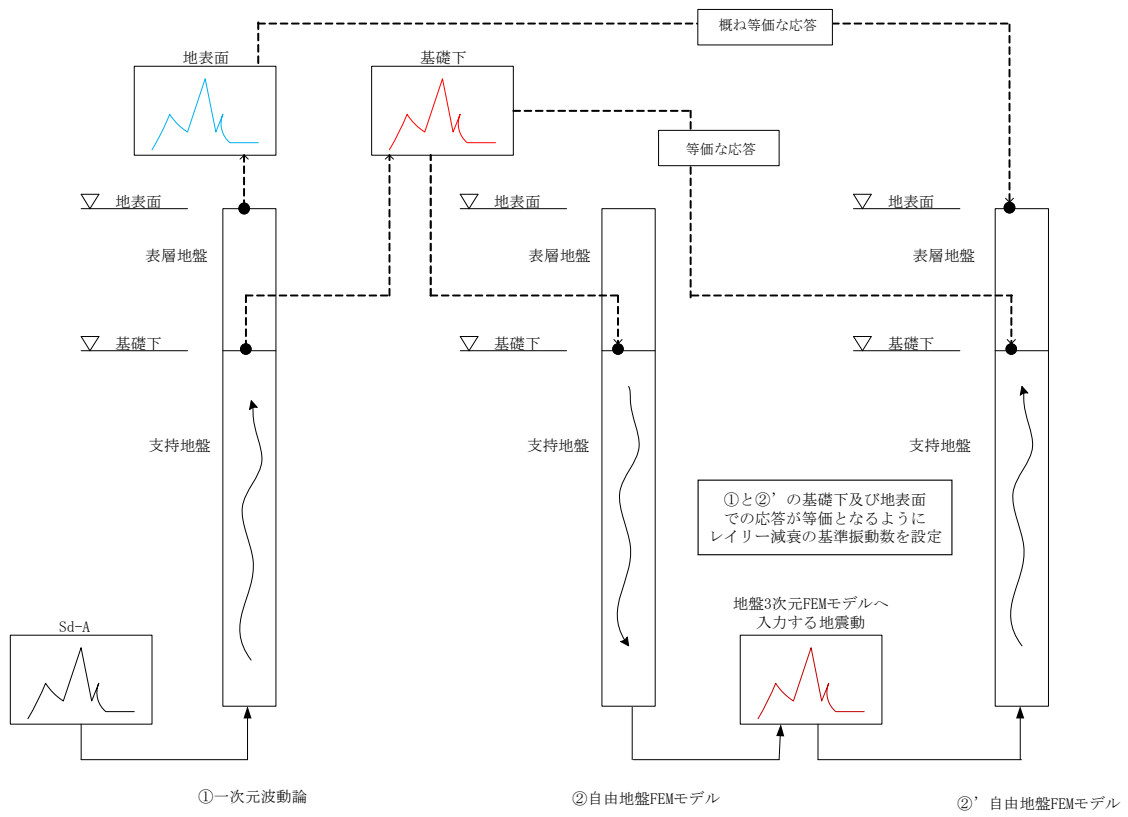 概ね等価な応答
地表面
基礎下
等価な応答
地表面
地表面
地表面
表層地盤
表層地盤
表層地盤
基礎下
基礎下
基礎下
支持地盤
支持地盤
支持地盤
①と②’の基礎下及び地表面
での応答が等価となるように
レイリー減衰の基準振動数を設定
地盤3次元FEMモデルへ
入力する地震動
Sd-A
①一次元波動論
②自由地盤FEMモデル
②’自由地盤FEMモデル